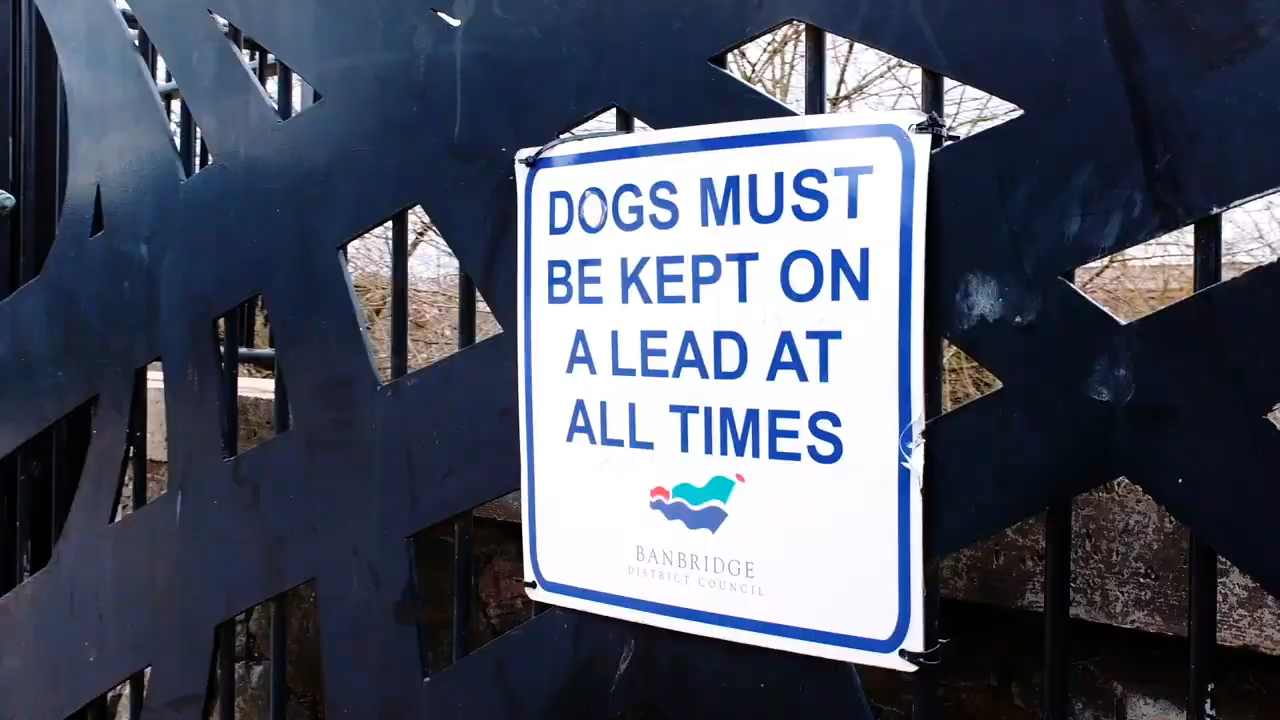 DOGS MUST
BE KEPT ON
A LEAD AT
ALL TIMES
BANBRIDGE
DISTRICT COUNCIL